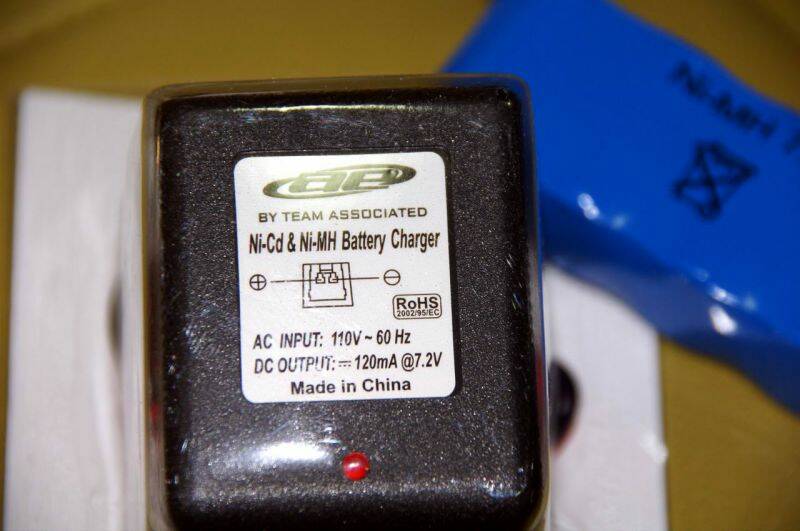 ae
BY TEAM ASSOCIATED
Ni-Cd & Ni-MH Battery Charger
RoHS
2002/95/EC
AC INPUT: 110V ~ 60 Hz
DC OUTPUT: ⎓ 120mA @7.2V
Made in China
Ni-MH 7